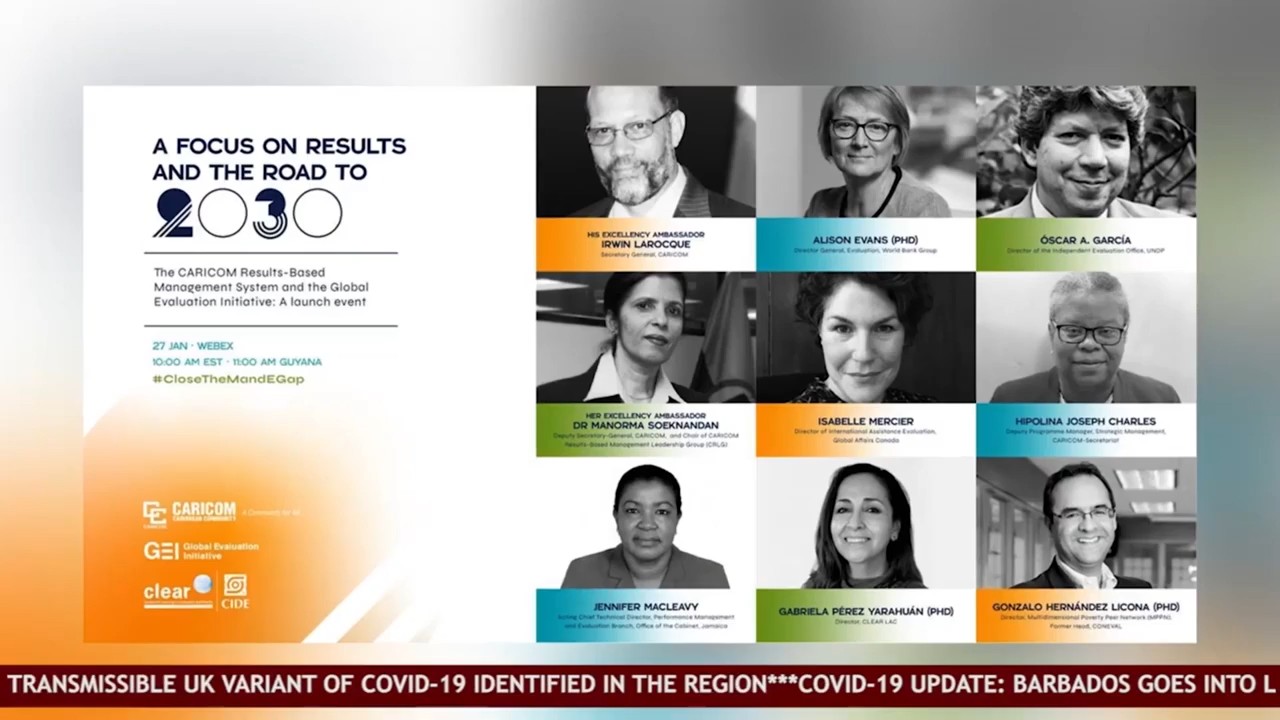 A FOCUS ON RESULTS
AND THE ROAD TO
2030
The CARICOM Results-Based
Management System and the Global
Evaluation Initiative: A launch event
27 JAN · WEBEX
10:00 AM EST · 11:00 AM GUYANA
#CloseTheMandEGap
CARICOM
CARIBBEAN COMMUNITY
A Community for All
GEI Global Evaluation
Initiative
clear
CIDE
HIS EXCELLENCY AMBASSADOR
IRWIN LAROCQUE
Secretary General, CARICOM
ALISON EVANS (PHD)
Director General, Evaluation, World Bank Group
ÓSCAR A. GARCÍA
Director of the Independent Evaluation Office, UNDP
HER EXCELLENCY AMBASSADOR
DR MANORMA SOEKNANDAN
Deputy Secretary-General, CARICOM, and Chair of CARICOM
Results-Based Management Leadership Group (CRLG)
ISABELLE MERCIER
Director of International Assistance Evaluation,
Global Affairs Canada
HIPOLINA JOSEPH CHARLES
Deputy Programme Manager, Strategic Management,
CARICOM-Secretariat
JENNIFER MACLEAVY
Acting Chief Technical Director, Performance Management
and Evaluation Branch, Office of the Cabinet, Jamaica
GABRIELA PÉREZ YARAHUÁN (PHD)
Director, CLEAR LAC
GONZALO HERNÁNDEZ LICONA (PHD)
Director, Multidimensional Poverty Peer Network (MPPN)
Former Head, CONEVAL
TRANSMISSIBLE UK VARIANT OF COVID-19 IDENTIFIED IN THE REGION***COVID-19 UPDATE: BARBADOS GOES INTO L